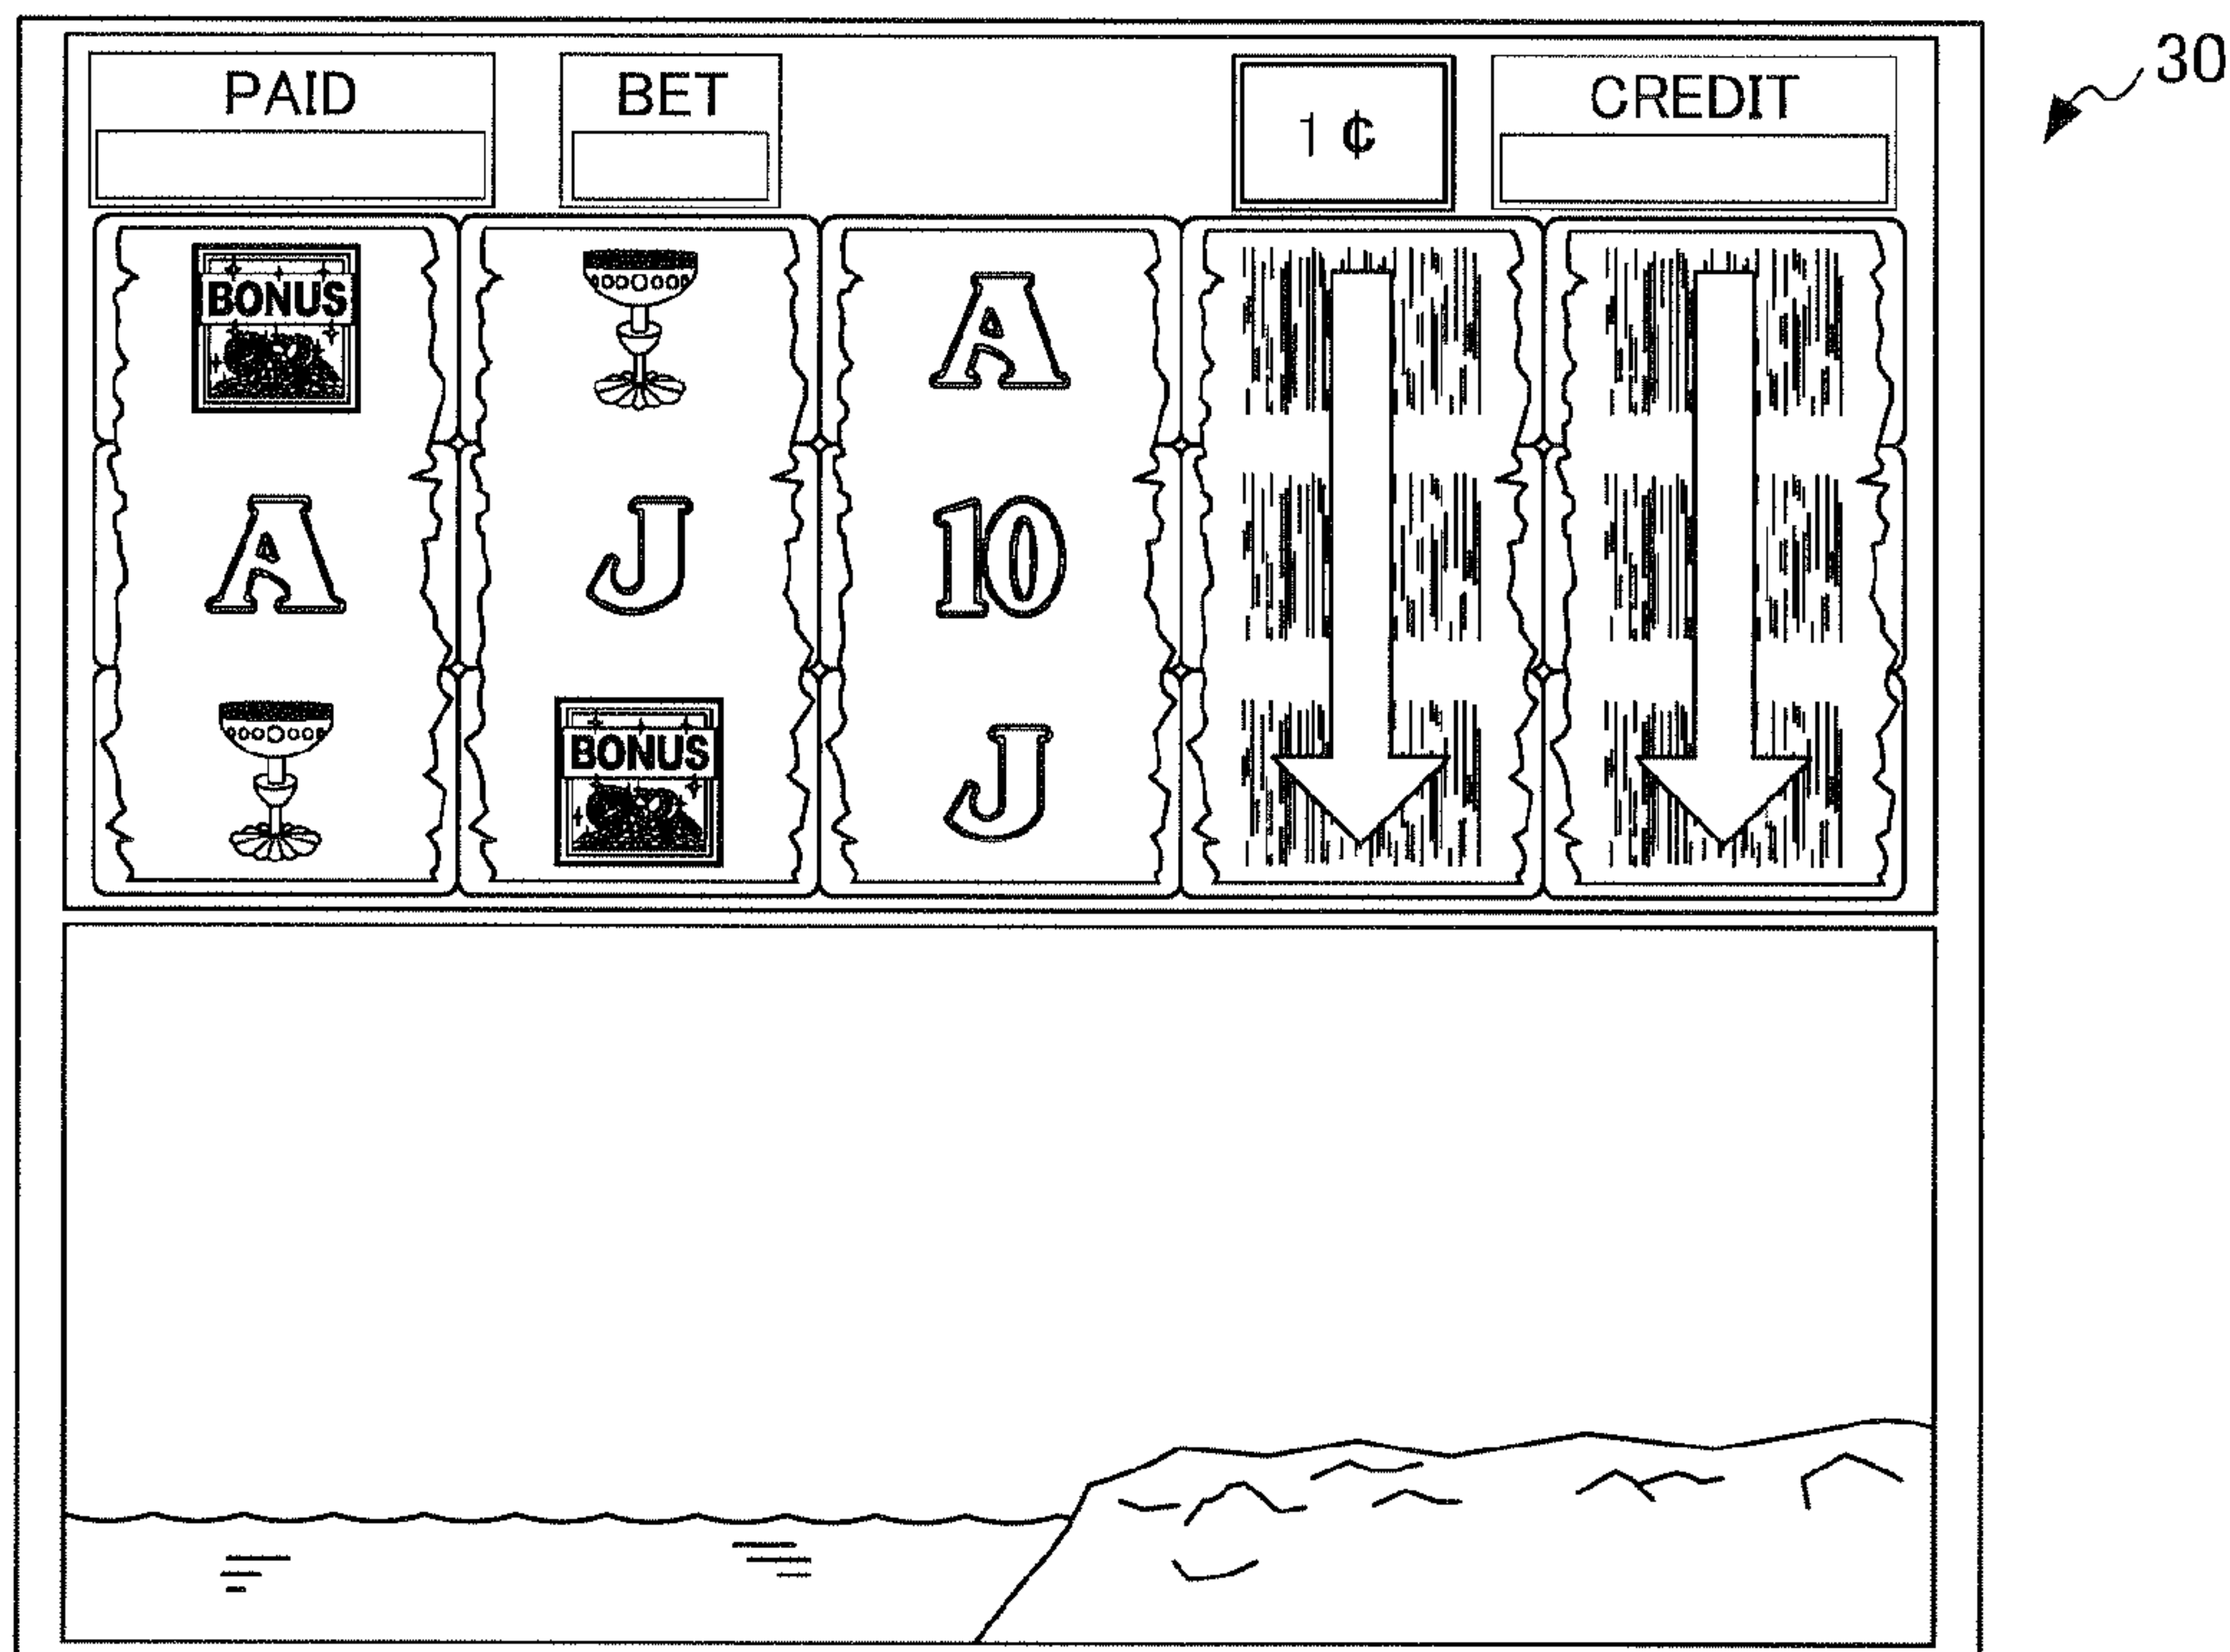 30
PAID BET 1 ¢ CREDIT
BONUS A
A J 10
BONUS J